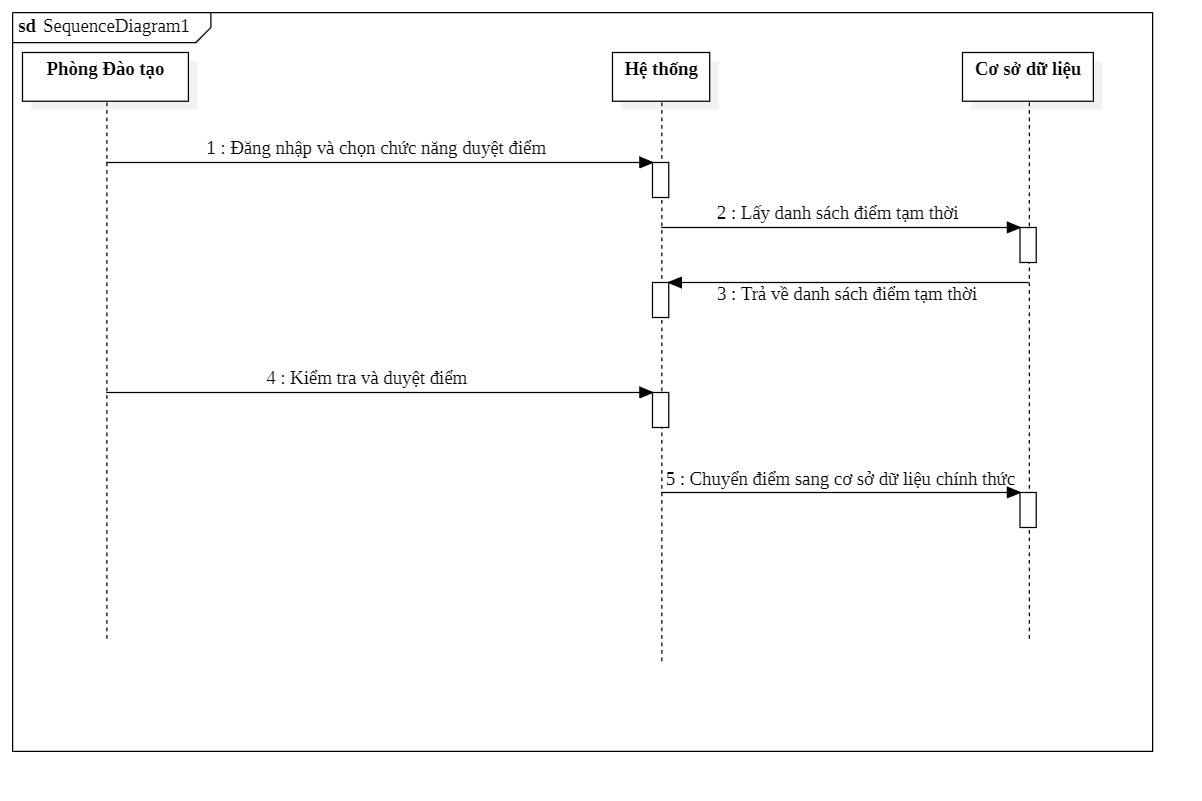 sd SequenceDiagram1
Phòng Đào tạo
Hệ thống
Cơ sở dữ liệu
1 : Đăng nhập và chọn chức năng duyệt điểm
2 : Lấy danh sách điểm tạm thời
3 : Trả về danh sách điểm tạm thời
4 : Kiểm tra và duyệt điểm
5 : Chuyển điểm sang cơ sở dữ liệu chính thức